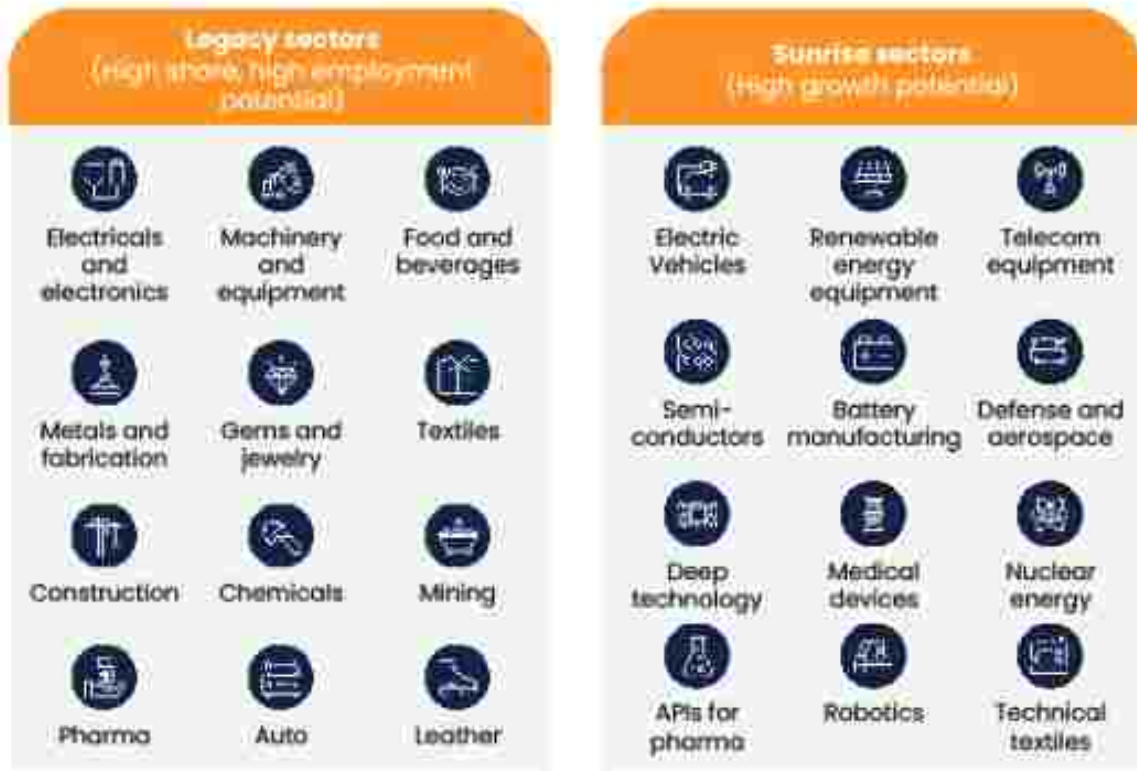 Legacy sectors
(High share, high employment
potential)
Electricals
and
electronics
Machinery
and
equipment
Food and
beverages
Metals and
fabrication
Gems and
jewelry
Textiles
Construction
Chemicals
Mining
Pharma
Auto
Leather
Sunrise sectors
(High growth potential)
Electric
Vehicles
Renewable
energy
equipment
Telecom
equipment
Semi-
conductors
Battery
manufacturing
Defense and
aerospace
Deep
technology
Medical
devices
Nuclear
energy
APIs for
pharma
Robotics
Technical
textiles